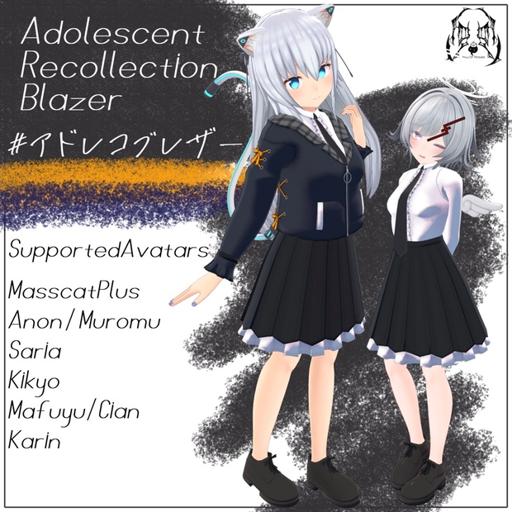 Adolescent
Recollection
Blazer
#アドレコブレザー
SupportedAvatars
MasscatPlus
Anon/Muromu
Saria
Kikyo
Mafuyu/Cian
Karin